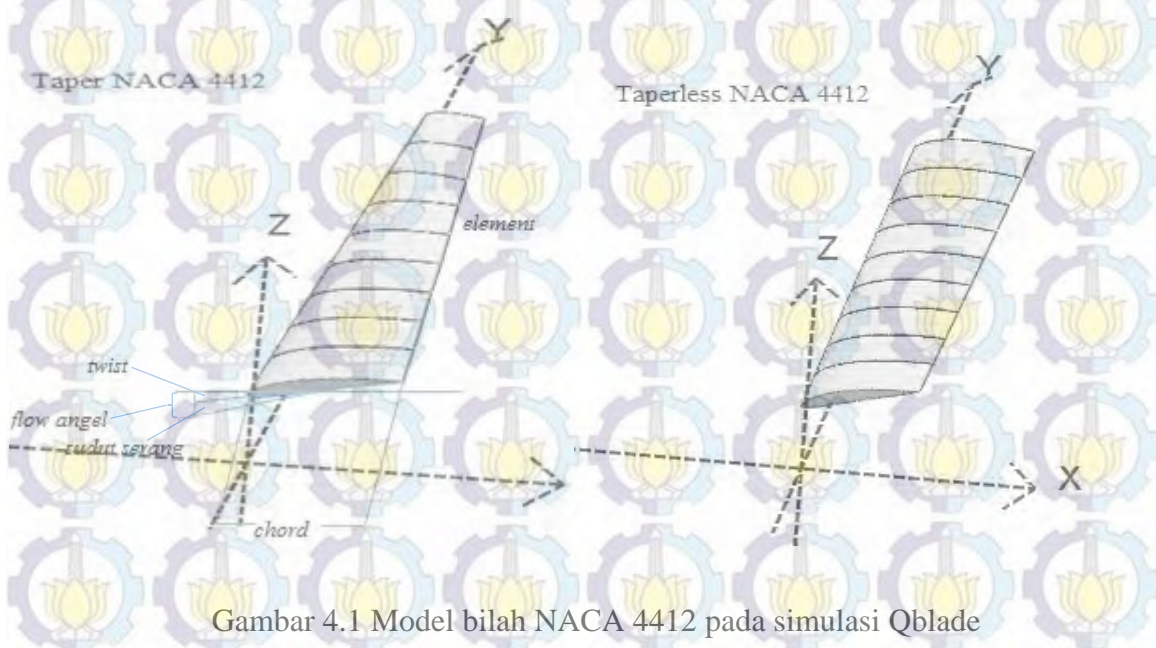 Taper NACA 4412
Y
Z
element
twist
flow angel
sudut serang
chord
Taperless NACA 4412
Y
Z
X
Gambar 4.1 Model bilah NACA 4412 pada simulasi Qblade